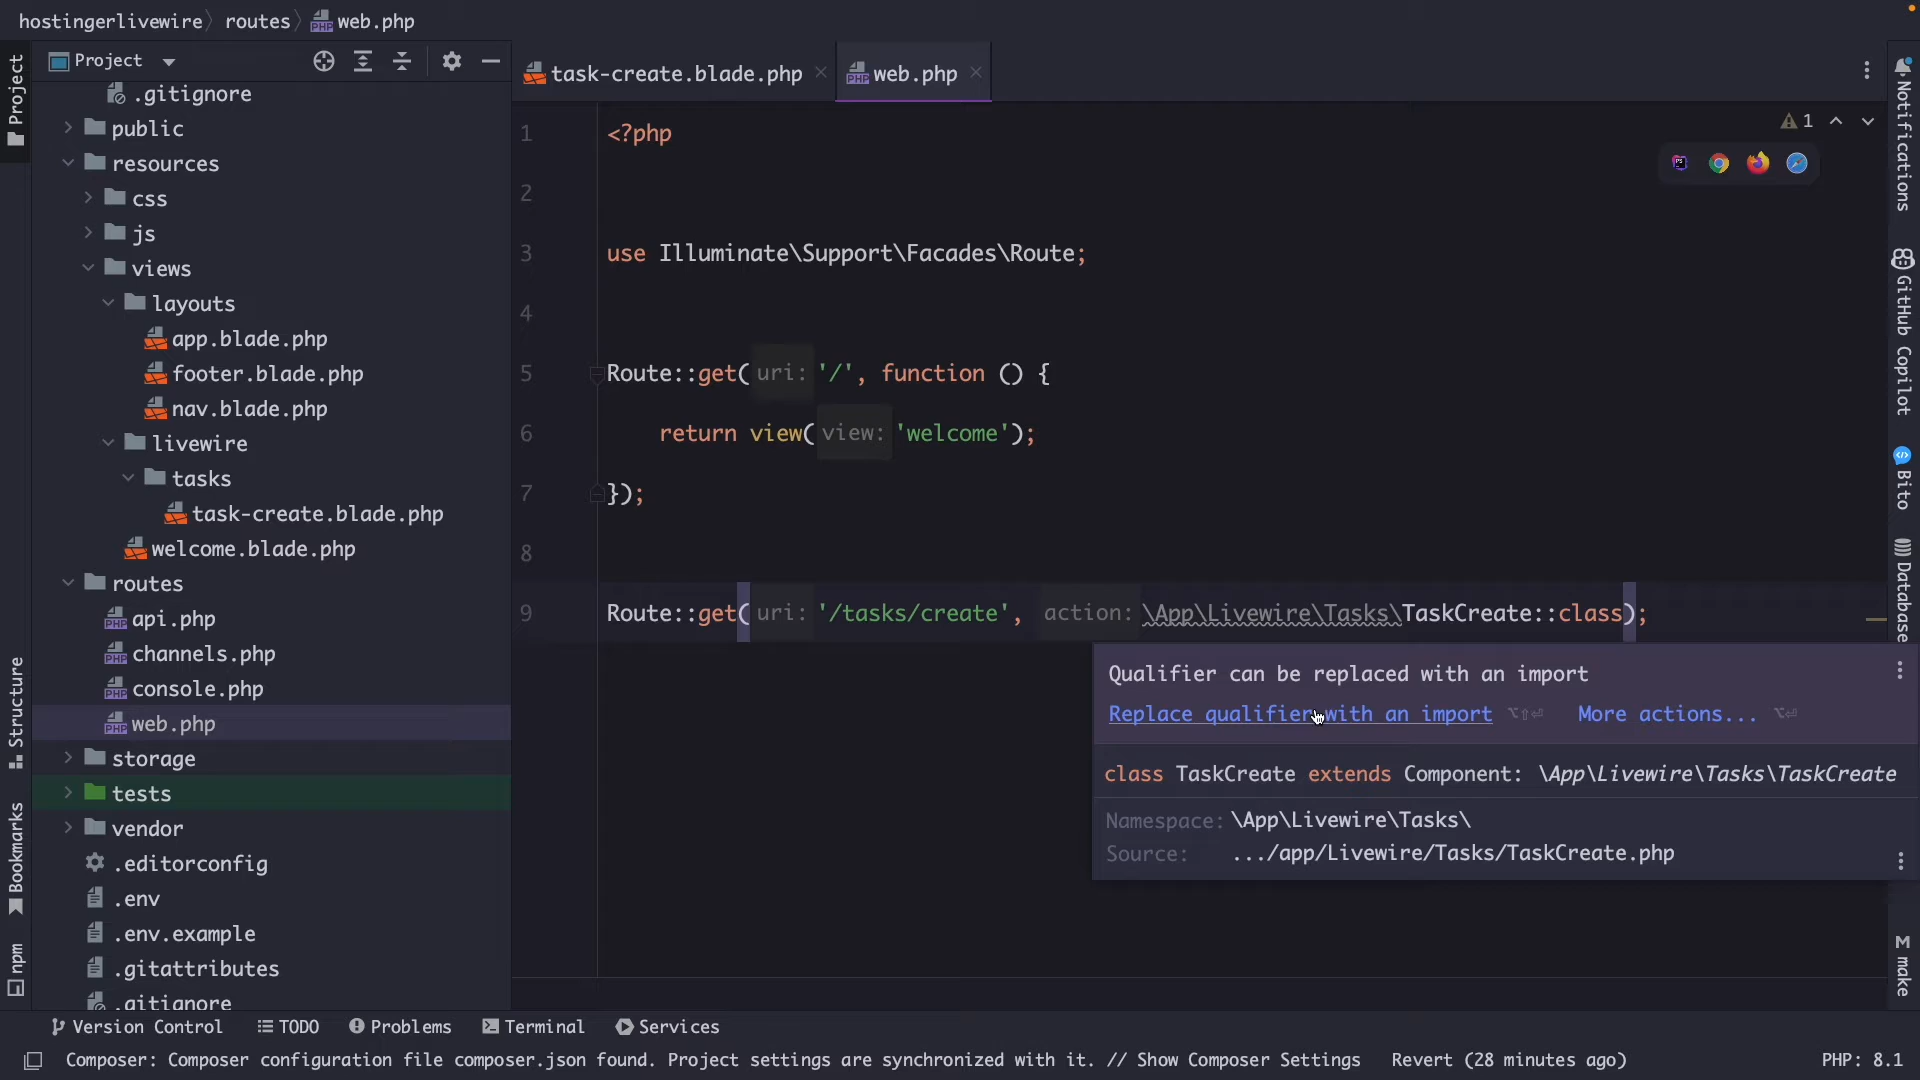 hostingerlivewire routes web.php
Project
task-create.blade.php
web.php
.gitignore
public
resources
css
js
views
layouts
app.blade.php
footer.blade.php
nav.blade.php
livewire
tasks
task-create.blade.php
welcome.blade.php
routes
api.php
channels.php
console.php
web.php
storage
tests
vendor
.editorconfig
.env
.env.example
.gitattributes
.gitignore
Project
Structure
Bookmarks
npm
1 <?php
2
3 use Illuminate\Support\Facades\Route;
4
5 Route::get( uri: '/', function () {
6 return view( view: 'welcome');
7 });
8
9 Route::get( uri: '/tasks/create', action: \App\Livewire\Tasks\TaskCreate::class);
1
Qualifier can be replaced with an import
Replace qualifier with an import ⌥⇧⏎ More actions... ⌥⏎
class TaskCreate extends Component: \App\Livewire\Tasks\TaskCreate
Namespace: \App\Livewire\Tasks\
Source: .../app/Livewire/Tasks/TaskCreate.php
Notifications
GitHub Copilot
Bito
Database
M make
Version Control TODO Problems Terminal Services
Composer: Composer configuration file composer.json found. Project settings are synchronized with it. // Show Composer Settings Revert (28 minutes ago) PHP: 8.1